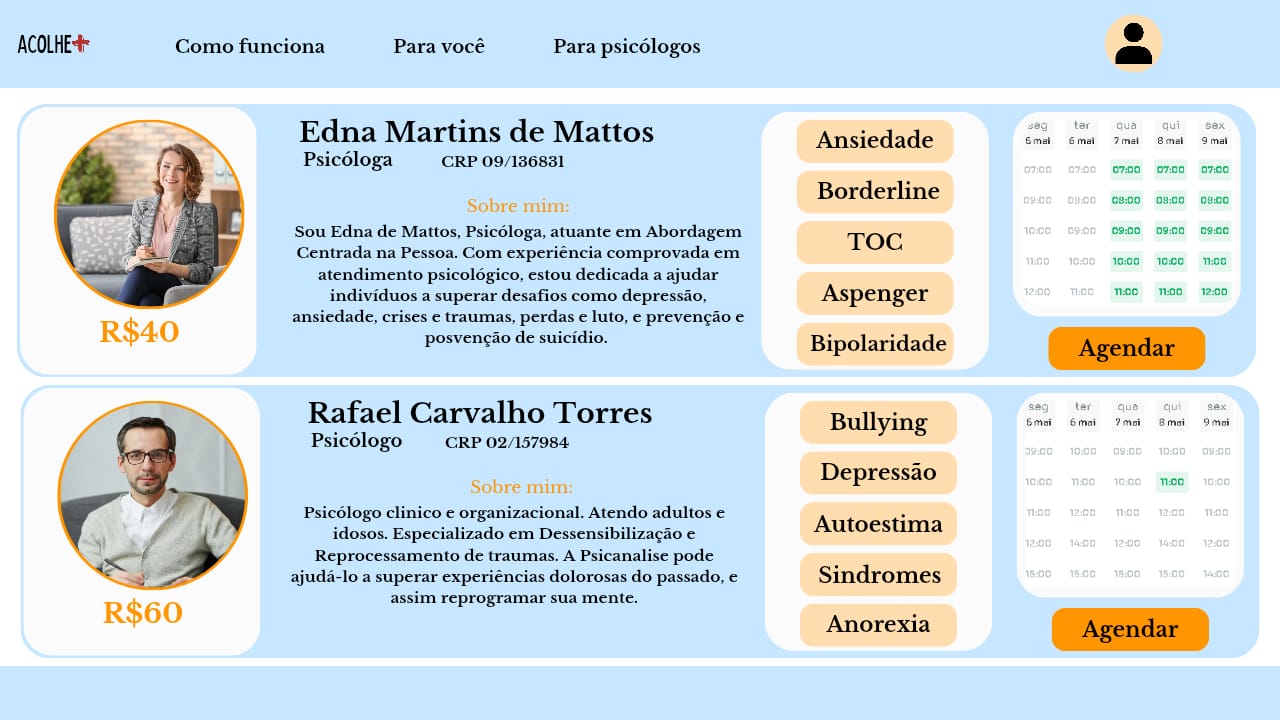 ACOLHE+
Como funciona
Para você
Para psicólogos
Edna Martins de Mattos
Psicóloga
CRP 09/136831
Sobre mim:
Sou Edna de Mattos, Psicóloga, atuante em Abordagem
Centrada na Pessoa. Com experiência comprovada em
atendimento psicológico, estou dedicada a ajudar
indivíduos a superar desafios como depressão,
ansiedade, crises e traumas, perdas e luto, e prevenção e
posvenção de suicídio.
R$40
Ansiedade
Borderline
TOC
Aspenger
Bipolaridade
seg ter qua qui sex
5 mai 6 mai 7 mai 8 mai 9 mai
07:00 07:00 07:00 07:00 07:00
09:00 08:00 08:00 08:00 08:00
10:00 09:00 09:00 09:00 09:00
11:00 10:00 10:00 10:00 11:00
12:00 11:00 11:00 11:00 12:00
Agendar
Rafael Carvalho Torres
Psicólogo
CRP 02/157984
Sobre mim:
Psicólogo clinico e organizacional. Atendo adultos e
idosos. Especializado em Dessensibilização e
Reprocessamento de traumas. A Psicanalise pode
ajudá-lo a superar experiências dolorosas do passado, e
assim reprogramar sua mente.
R$60
Bullying
Depressão
Autoestima
Sindromes
Anorexia
seg ter qua qui sex
5 mai 6 mai 7 mai 8 mai 9 mai
09:00 10:00 09:00 10:00 09:00
10:00 11:00 10:00 11:00 10:00
11:00 12:00 11:00 12:00 11:00
12:00 14:00 12:00 14:00 12:00
15:00 15:00 15:00 15:00 14:00
Agendar